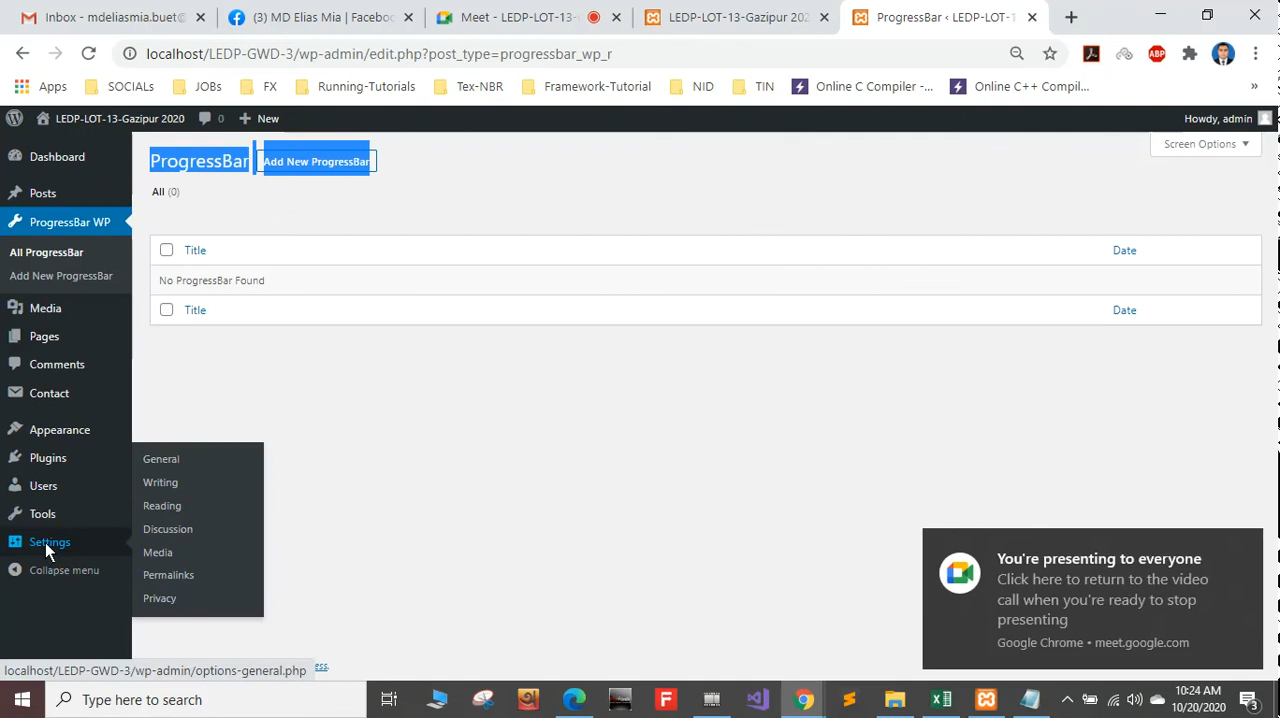 Inbox - mdeliasmia.buet@
(3) MD Elias Mia | Faceboo
Meet - LEDP-LOT-13-
LEDP-LOT-13-Gazipur 202
ProgressBar ‹ LEDP-LOT-1
localhost/LEDP-GWD-3/wp-admin/edit.php?post_type=progressbar_wp_r
ABP
Apps
SOCIALs
JOBs
FX
Running-Tutorials
Tex-NBR
Framework-Tutorial
NID
TIN
Online C Compiler -...
Online C++ Compil...
»
LEDP-LOT-13-Gazipur 2020
0
New
Howdy, admin
Dashboard
Posts
ProgressBar WP
All ProgressBar
Add New ProgressBar
Media
Pages
Comments
Contact
Appearance
Plugins
Users
Tools
Settings
Collapse menu
ProgressBar
Add New ProgressBar
Screen Options
All (0)
Title
Date
No ProgressBar Found
Title
Date
General
Writing
Reading
Discussion
Media
Permalinks
Privacy
You're presenting to everyone
Click here to return to the video
call when you're ready to stop
presenting
Google Chrome • meet.google.com
localhost/LEDP-GWD-3/wp-admin/options-general.php
ess.
Type here to search
F
10:24 AM
10/20/2020
3